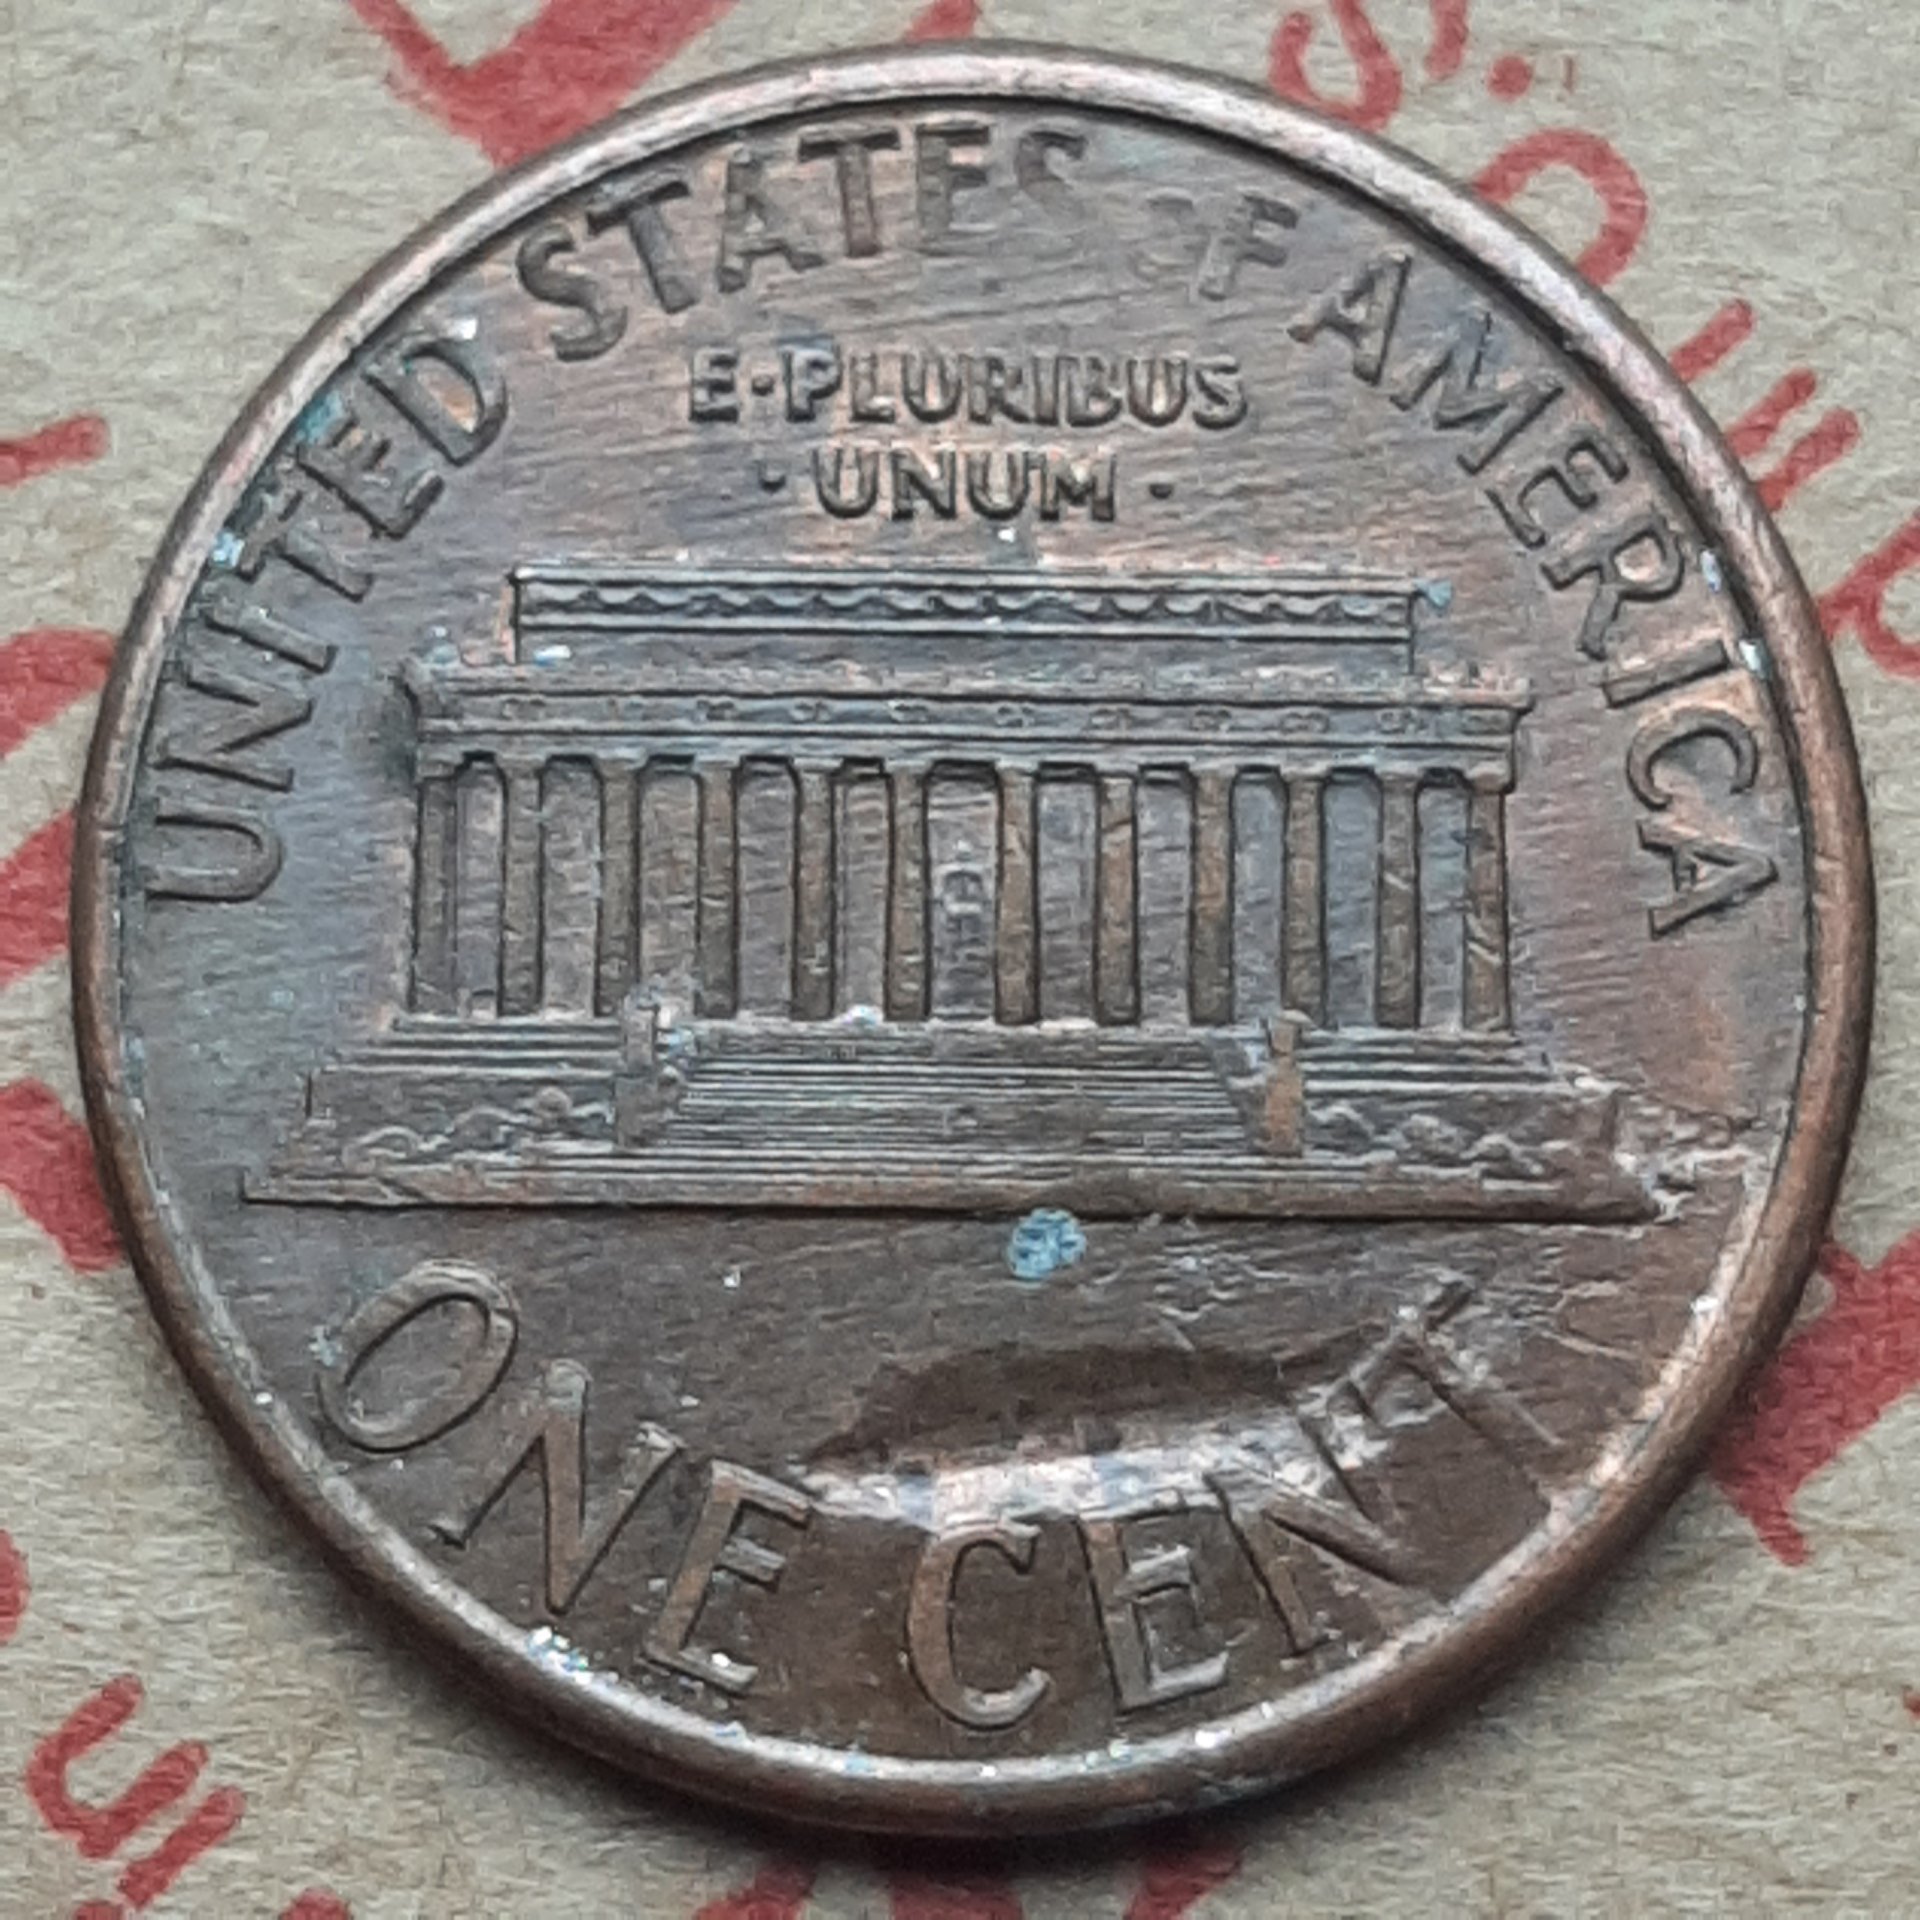 UNITED STATES OF AMERICA
E·PLURIBUS
·UNUM·
ONE CENT